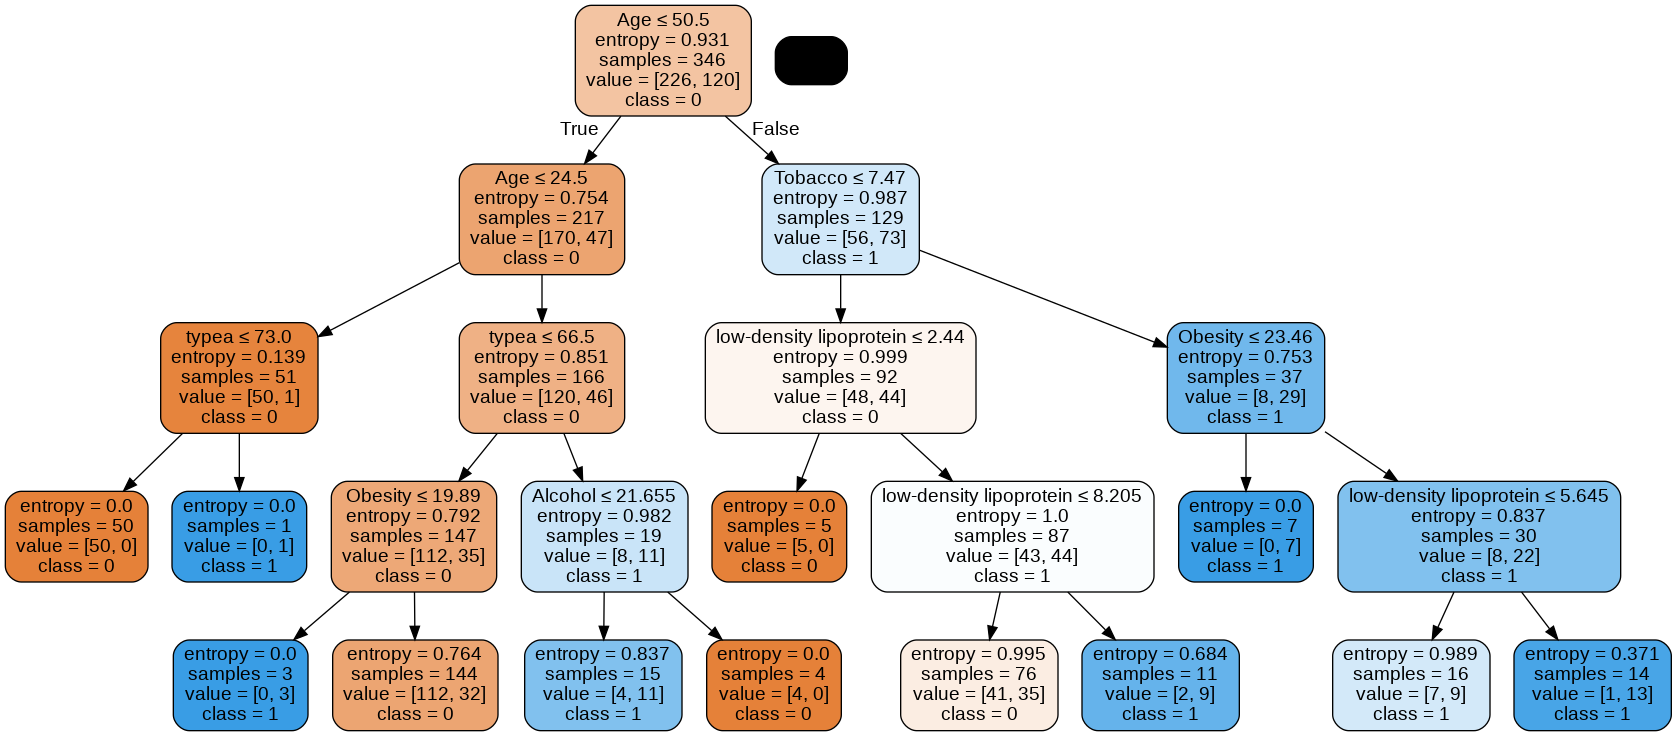 Age ≤ 50.5
entropy = 0.931
samples = 346
value = [226, 120]
class = 0
True
False
Age ≤ 24.5
entropy = 0.754
samples = 217
value = [170, 47]
class = 0
Tobacco ≤ 7.47
entropy = 0.987
samples = 129
value = [56, 73]
class = 1
typea ≤ 73.0
entropy = 0.139
samples = 51
value = [50, 1]
class = 0
typea ≤ 66.5
entropy = 0.851
samples = 166
value = [120, 46]
class = 0
low-density lipoprotein ≤ 2.44
entropy = 0.999
samples = 92
value = [48, 44]
class = 0
Obesity ≤ 23.46
entropy = 0.753
samples = 37
value = [8, 29]
class = 1
entropy = 0.0
samples = 50
value = [50, 0]
class = 0
entropy = 0.0
samples = 1
value = [0, 1]
class = 1
Obesity ≤ 19.89
entropy = 0.792
samples = 147
value = [112, 35]
class = 0
Alcohol ≤ 21.655
entropy = 0.982
samples = 19
value = [8, 11]
class = 1
entropy = 0.0
samples = 5
value = [5, 0]
class = 0
low-density lipoprotein ≤ 8.205
entropy = 1.0
samples = 87
value = [43, 44]
class = 1
entropy = 0.0
samples = 7
value = [0, 7]
class = 1
low-density lipoprotein ≤ 5.645
entropy = 0.837
samples = 30
value = [8, 22]
class = 1
entropy = 0.0
samples = 3
value = [0, 3]
class = 1
entropy = 0.764
samples = 144
value = [112, 32]
class = 0
entropy = 0.837
samples = 15
value = [4, 11]
class = 1
entropy = 0.0
samples = 4
value = [4, 0]
class = 0
entropy = 0.995
samples = 76
value = [41, 35]
class = 0
entropy = 0.684
samples = 11
value = [2, 9]
class = 1
entropy = 0.989
samples = 16
value = [7, 9]
class = 1
entropy = 0.371
samples = 14
value = [1, 13]
class = 1